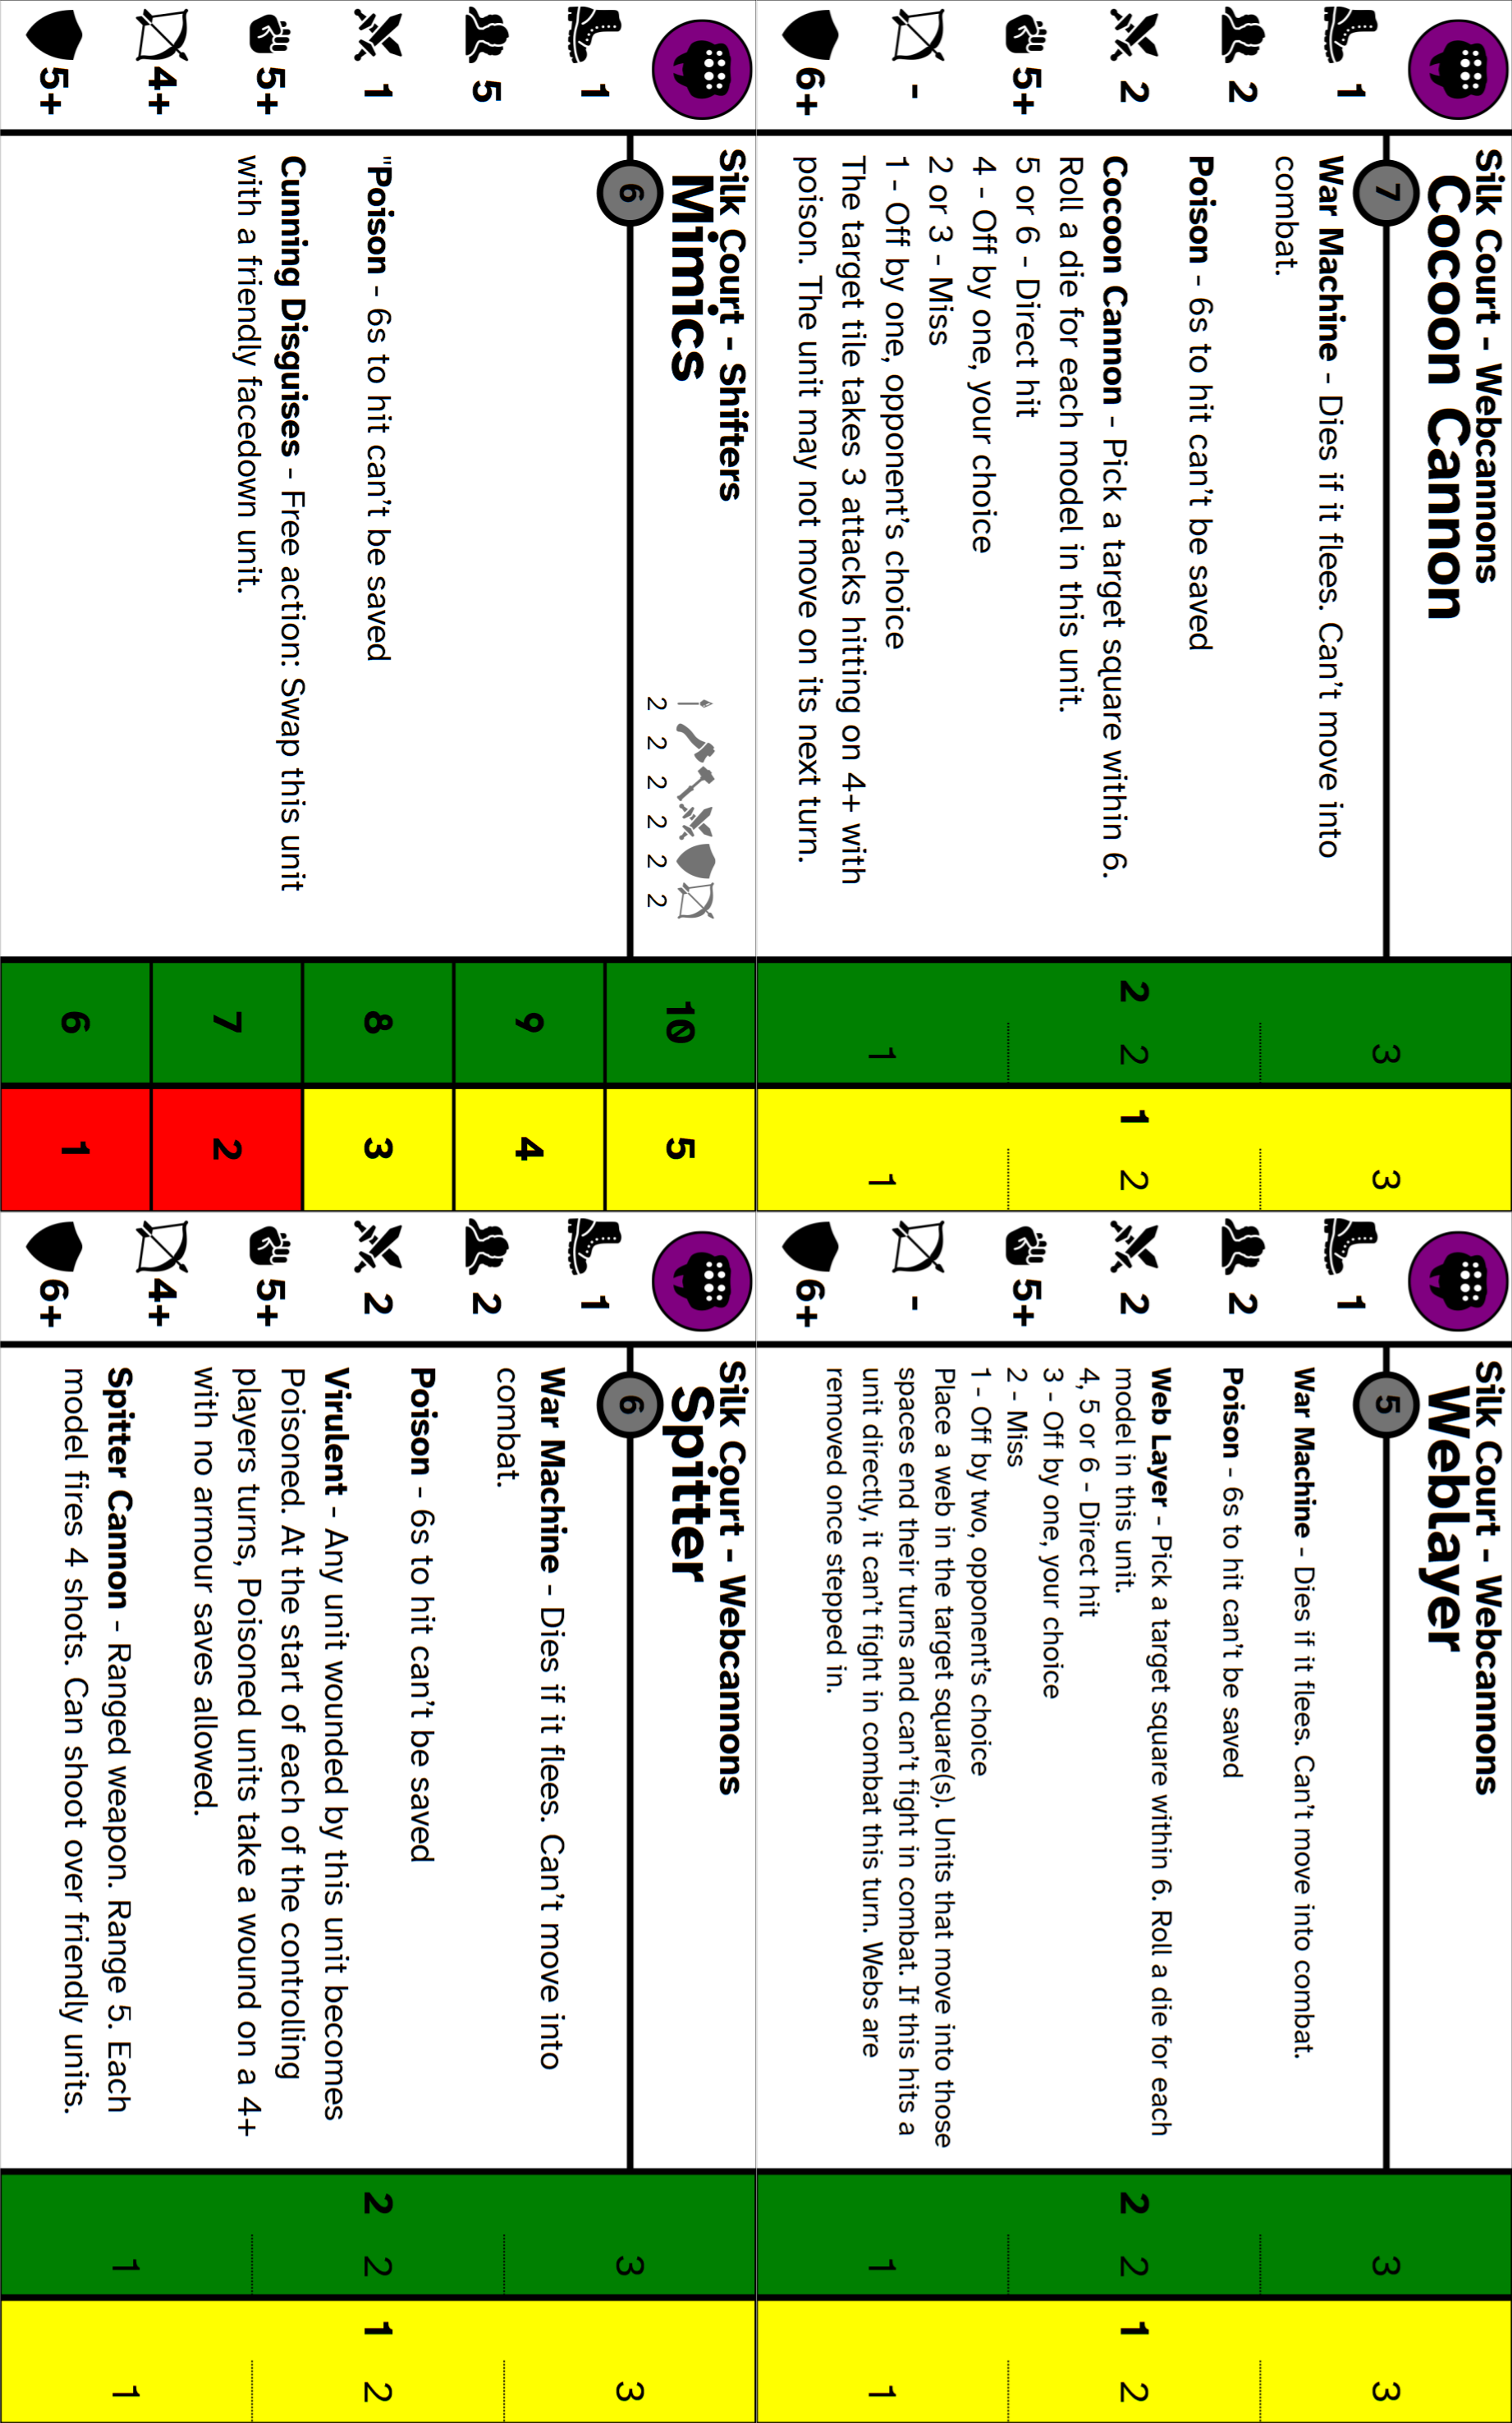 Silk Court - Webcannons
Cocoon Cannon
7
1
2
2
5+
-
6+
War Machine - Dies if it flees. Can't move into
combat.
Poison - 6s to hit can't be saved
Cocoon Cannon - Pick a target square within 6.
Roll a die for each model in this unit.
5 or 6 - Direct hit
4 - Off by one, your choice
2 or 3 - Miss
1 - Off by one, opponent's choice
The target tile takes 3 attacks hitting on 4+ with
poison. The unit may not move on its next turn.
3 3
2 2 1 2
1 1
Silk Court - Webcannons
Weblayer
5
1
2
2
5+
-
6+
War Machine - Dies if it flees. Can't move into combat.
Poison - 6s to hit can't be saved
Web Layer - Pick a target square within 6. Roll a die for each
model in this unit.
4, 5 or 6 - Direct hit
3 - Off by one, your choice
2 - Miss
1 - Off by two, opponent's choice
Place a web in the target square(s). Units that move into those
spaces end their turns and can't fight in combat. If this hits a
unit directly, it can't fight in combat this turn. Webs are
removed once stepped in.
3 3
2 2 1 2
1 1
Silk Court - Shifters
Mimics
2 2 2 2 2 2
6
1
5
1
5+
4+
5+
"Poison - 6s to hit can't be saved
Cunning Disguises - Free action: Swap this unit
with a friendly facedown unit.
10 5
9 4
8 3
7 2
6 1
Silk Court - Webcannons
Spitter
6
1
2
2
5+
4+
6+
War Machine - Dies if it flees. Can't move into
combat.
Poison - 6s to hit can't be saved
Virulent - Any unit wounded by this unit becomes
Poisoned. At the start of each of the controlling
players turns, Poisoned units take a wound on a 4+
with no armour saves allowed.
Spitter Cannon - Ranged weapon. Range 5. Each
model fires 4 shots. Can shoot over friendly units.
3 3
2 2 1 2
1 1